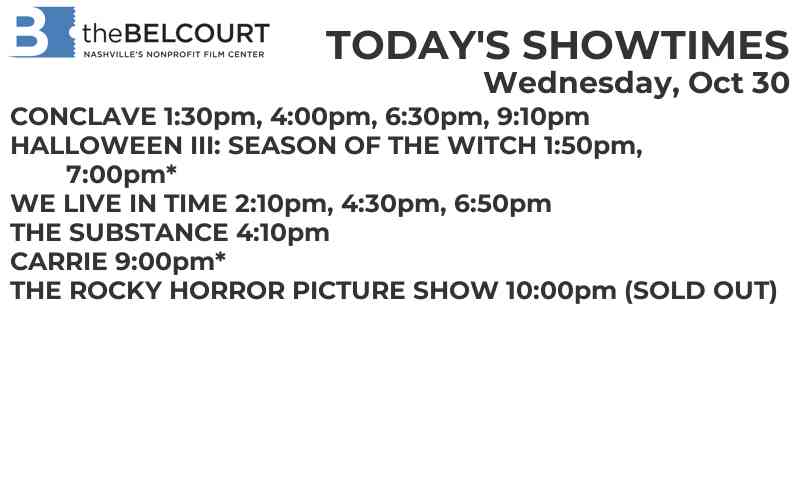 B theBELCOURT
NASHVILLE'S NONPROFIT FILM CENTER
TODAY'S SHOWTIMES
Wednesday, Oct 30
CONCLAVE 1:30pm, 4:00pm, 6:30pm, 9:10pm
HALLOWEEN III: SEASON OF THE WITCH 1:50pm,
7:00pm*
WE LIVE IN TIME 2:10pm, 4:30pm, 6:50pm
THE SUBSTANCE 4:10pm
CARRIE 9:00pm*
THE ROCKY HORROR PICTURE SHOW 10:00pm (SOLD OUT)